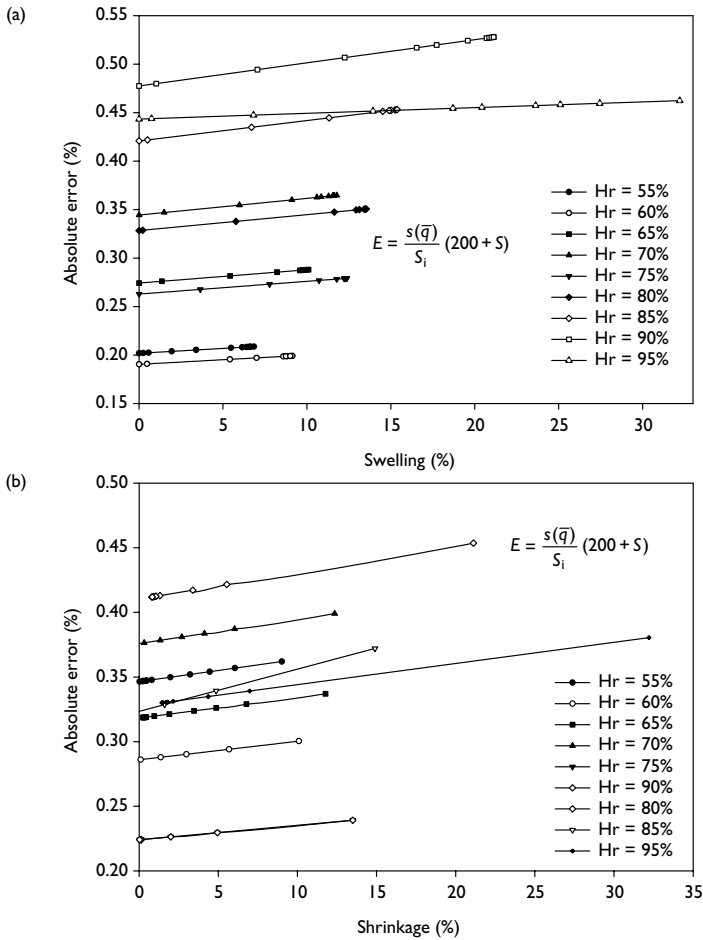 (a)
0.55
0.50
0.45
0.40
0.35
0.30
0.25
0.20
0.15
Absolute error (%)
E = s(q̅)/Sᵢ (200 + S)
Hr = 55%
Hr = 60%
Hr = 65%
Hr = 70%
Hr = 75%
Hr = 80%
Hr = 85%
Hr = 90%
Hr = 95%
0 5 10 15 20 25 30
Swelling (%)
(b)
0.50
0.45
0.40
0.35
0.30
0.25
0.20
Absolute error (%)
E = s(q̅)/Sᵢ (200 + S)
Hr = 55%
Hr = 60%
Hr = 65%
Hr = 70%
Hr = 75%
Hr = 90%
Hr = 80%
Hr = 85%
Hr = 95%
0 5 10 15 20 25 30 35
Shrinkage (%)